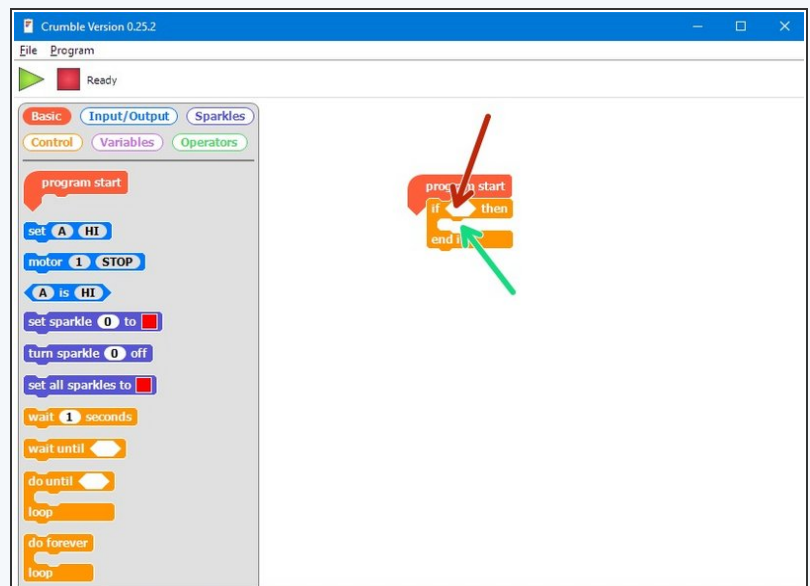 Crumble Version 0.25.2
File Program
Ready
Basic Input/Output Sparkles
Control Variables Operators
program start
set A HI
motor 1 STOP
A is HI
set sparkle 0 to
turn sparkle 0 off
set all sparkles to
wait 1 seconds
wait until
do until
loop
do forever
loop
program start
if then
end if